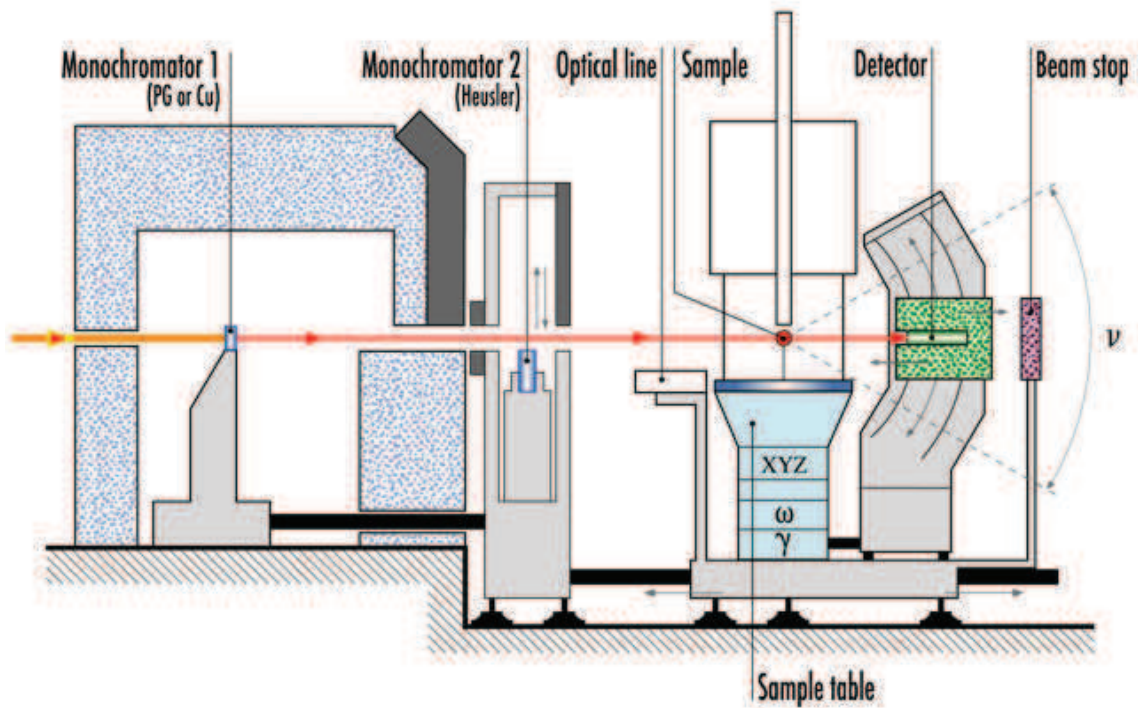 Monochromator 1
(PG or Cu)
Monochromator 2
(Heusler)
Optical line
Sample
Detector
Beam stop
ν
XYZ
ω
γ
Sample table